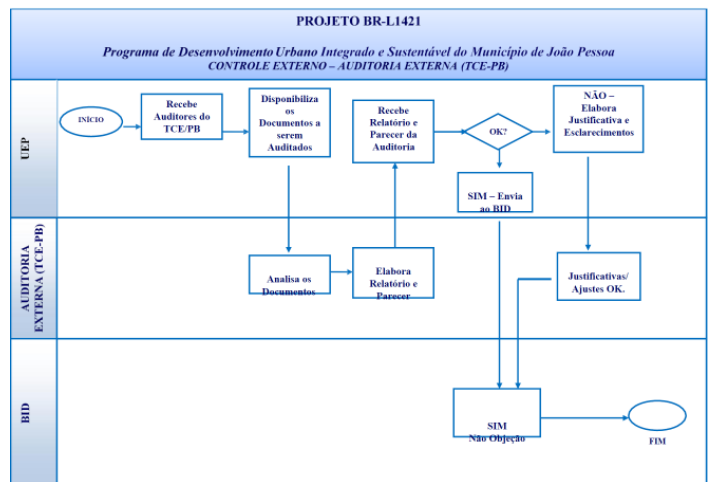 PROJETO BR-L1421
Programa de Desenvolvimento Urbano Integrado e Sustentável do Município de João Pessoa
CONTROLE EXTERNO – AUDITORIA EXTERNA (TCE-PB)
UEP
INÍCIO
Recebe
Auditores do
TCE/PB
Disponibiliza
os
Documentos a
serem
Auditados
Recebe
Relatório e
Parecer da
Auditoria
OK?
NÃO –
Elabora
Justificativa e
Esclarecimentos
SIM – Envia
ao BID
AUDITORIA
EXTERNA (TCE-PB)
Analisa os
Documentos
Elabora
Relatório e
Parecer
Justificativas/
Ajustes OK.
BID
SIM
Não Objeção
FIM